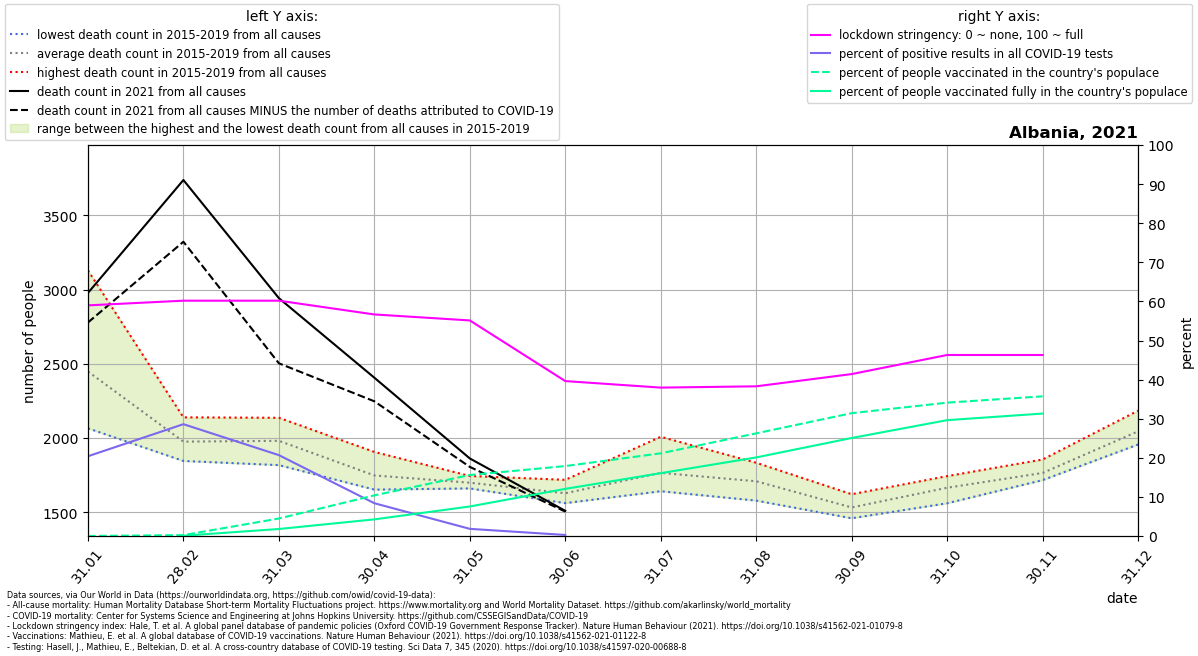 left Y axis:
lowest death count in 2015-2019 from all causes
average death count in 2015-2019 from all causes
highest death count in 2015-2019 from all causes
death count in 2021 from all causes
death count in 2021 from all causes MINUS the number of deaths attributed to COVID-19
range between the highest and the lowest death count from all causes in 2015-2019
right Y axis:
lockdown stringency: 0 ~ none, 100 ~ full
percent of positive results in all COVID-19 tests
percent of people vaccinated in the country's populace
percent of people vaccinated fully in the country's populace
Albania, 2021
number of people
3500
3000
2500
2000
1500
100
90
80
70
60
50
40
30
20
10
0
percent
31.01
28.02
31.03
30.04
31.05
30.06
31.07
31.08
30.09
31.10
30.11
31.12
date
Data sources, via Our World in Data (https://ourworldindata.org, https://github.com/owid/covid-19-data):
- All-cause mortality: Human Mortality Database Short-term Mortality Fluctuations project. https://www.mortality.org and World Mortality Dataset. https://github.com/akarlinsky/world_mortality
- COVID-19 mortality: Center for Systems Science and Engineering at Johns Hopkins University. https://github.com/CSSEGISandData/COVID-19
- Lockdown stringency index: Hale, T. et al. A global panel database of pandemic policies (Oxford COVID-19 Government Response Tracker). Nature Human Behaviour (2021). https://doi.org/10.1038/s41562-021-01079-8
- Vaccinations: Mathieu, E. et al. A global database of COVID-19 vaccinations. Nature Human Behaviour (2021). https://doi.org/10.1038/s41562-021-01122-8
- Testing: Hasell, J., Mathieu, E., Beltekian, D. et al. A cross-country database of COVID-19 testing. Sci Data 7, 345 (2020). https://doi.org/10.1038/s41597-020-00688-8